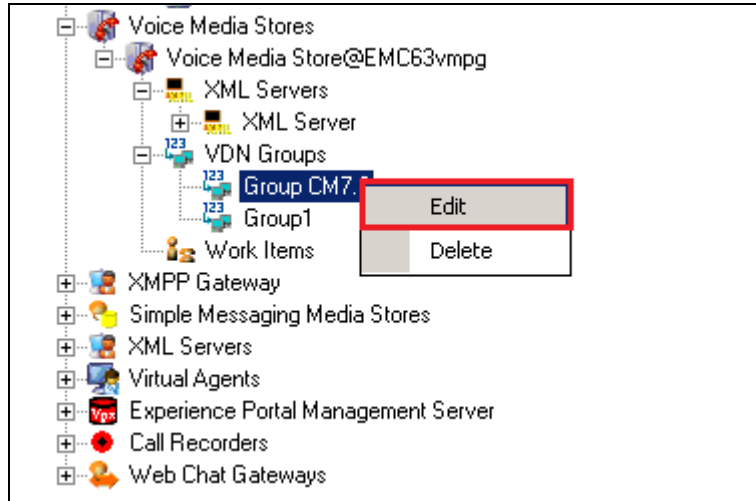 Voice Media Stores
Voice Media Store@EMC63vmpg
XML Servers
XML Server
VDN Groups
Group CM7.
Edit
Group1
Delete
Work Items
XMPP Gateway
Simple Messaging Media Stores
XML Servers
Virtual Agents
Experience Portal Management Server
Call Recorders
Web Chat Gateways